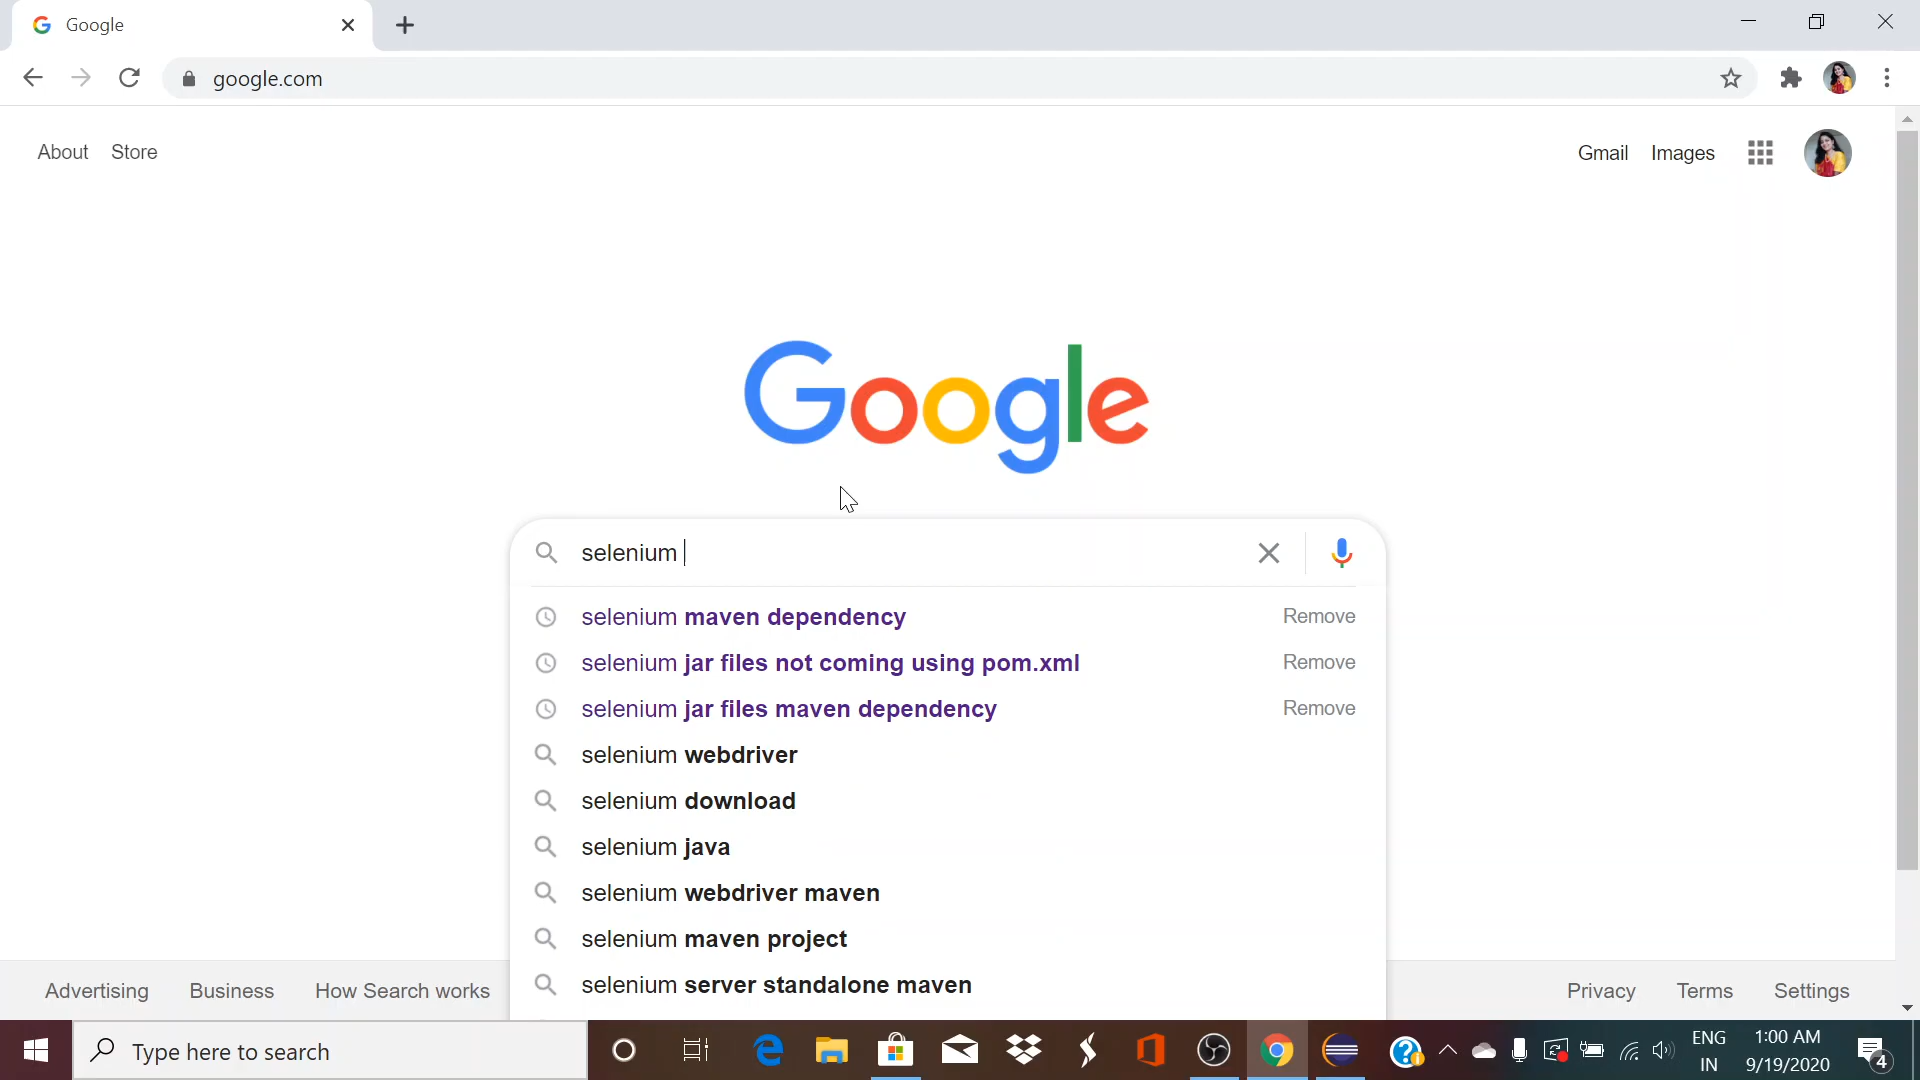 Google
google.com
About Store
Gmail Images
Google
selenium
selenium maven dependency Remove
selenium jar files not coming using pom.xml Remove
selenium jar files maven dependency Remove
selenium webdriver
selenium download
selenium java
selenium webdriver maven
selenium maven project
selenium server standalone maven
Advertising Business How Search works
Privacy Terms Settings
Type here to search
ENG
IN
1:00 AM
9/19/2020
4